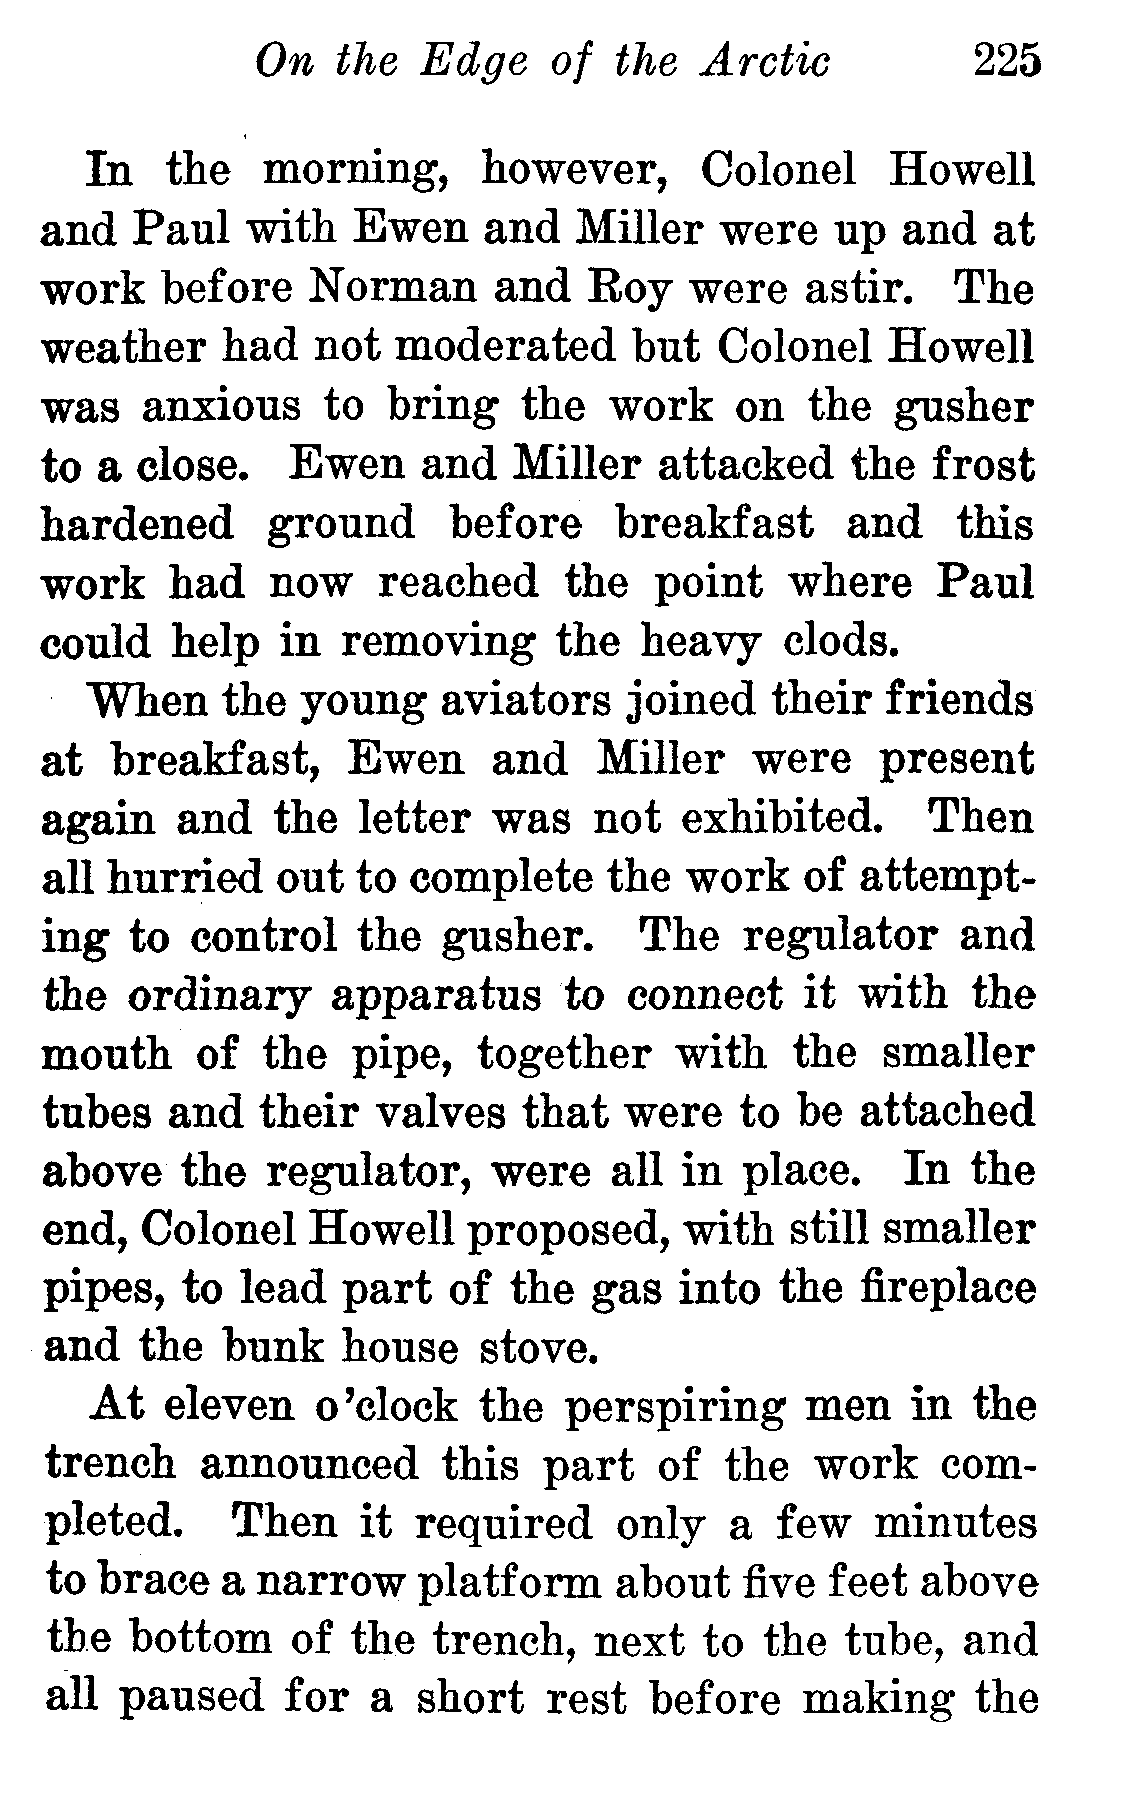 On the Edge of the Arctic 225
In the morning, however, Colonel Howell
and Paul with Ewen and Miller were up and at
work before Norman and Roy were astir. The
weather had not moderated but Colonel Howell
was anxious to bring the work on the gusher
to a close. Ewen and Miller attacked the frost
hardened ground before breakfast and this
work had now reached the point where Paul
could help in removing the heavy clods.
When the young aviators joined their friends
at breakfast, Ewen and Miller were present
again and the letter was not exhibited. Then
all hurried out to complete the work of attempt-
ing to control the gusher. The regulator and
the ordinary apparatus to connect it with the
mouth of the pipe, together with the smaller
tubes and their valves that were to be attached
above the regulator, were all in place. In the
end, Colonel Howell proposed, with still smaller
pipes, to lead part of the gas into the fireplace
and the bunk house stove.
At eleven o'clock the perspiring men in the
trench announced this part of the work com-
pleted. Then it required only a few minutes
to brace a narrow platform about five feet above
the bottom of the trench, next to the tube, and
all paused for a short rest before making the